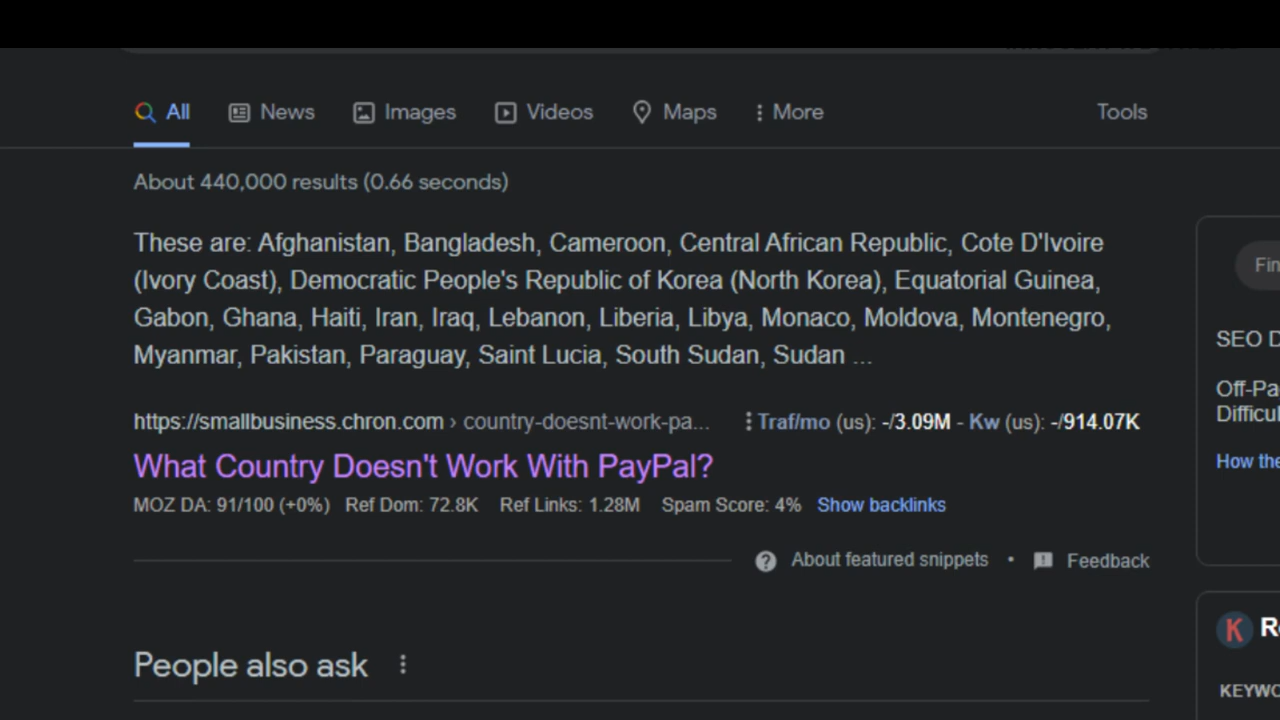 All News Images Videos Maps More Tools
About 440,000 results (0.66 seconds)
These are: Afghanistan, Bangladesh, Cameroon, Central African Republic, Cote D'Ivoire
(Ivory Coast), Democratic People's Republic of Korea (North Korea), Equatorial Guinea,
Gabon, Ghana, Haiti, Iran, Iraq, Lebanon, Liberia, Libya, Monaco, Moldova, Montenegro,
Myanmar, Pakistan, Paraguay, Saint Lucia, South Sudan, Sudan ...
https://smallbusiness.chron.com › country-doesnt-work-pa... Traf/mo (us): -/3.09M - Kw (us): -/914.07K
What Country Doesn't Work With PayPal?
MOZ DA: 91/100 (+0%) Ref Dom: 72.8K Ref Links: 1.28M Spam Score: 4% Show backlinks
About featured snippets • Feedback
People also ask
Fin
SEO D
Off-Pa
Difficul
How the
K R
KEYWO